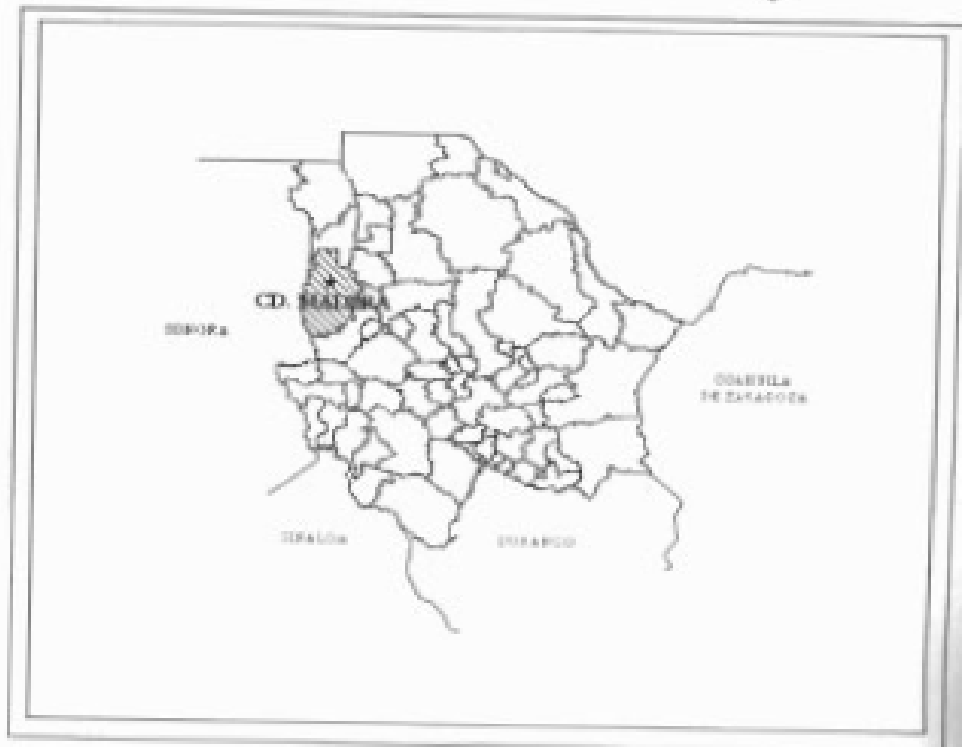 CD. MADERA
SONORA
COAHUILA
DE ZARAGOZA
SINALOA
DURANGO